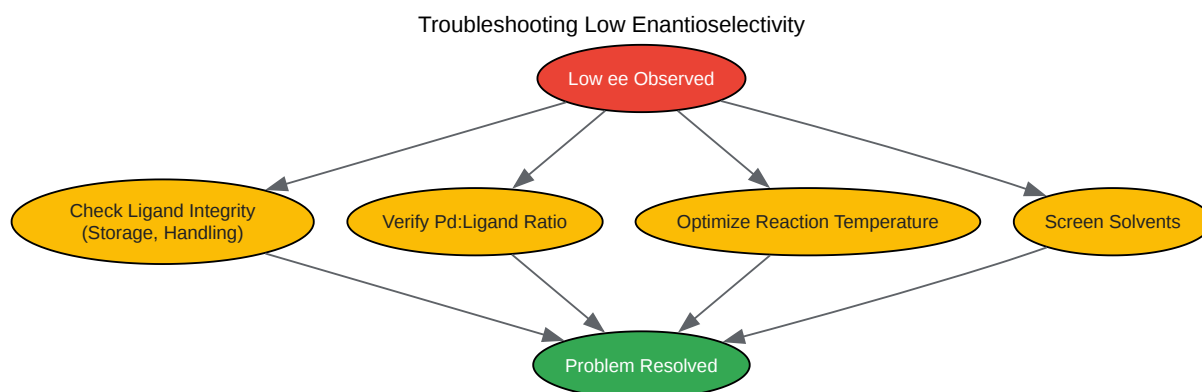 Troubleshooting Low Enantioselectivity
Low ee Observed
Check Ligand Integrity
(Storage, Handling)
Verify Pd:Ligand Ratio
Optimize Reaction Temperature
Screen Solvents
Problem Resolved